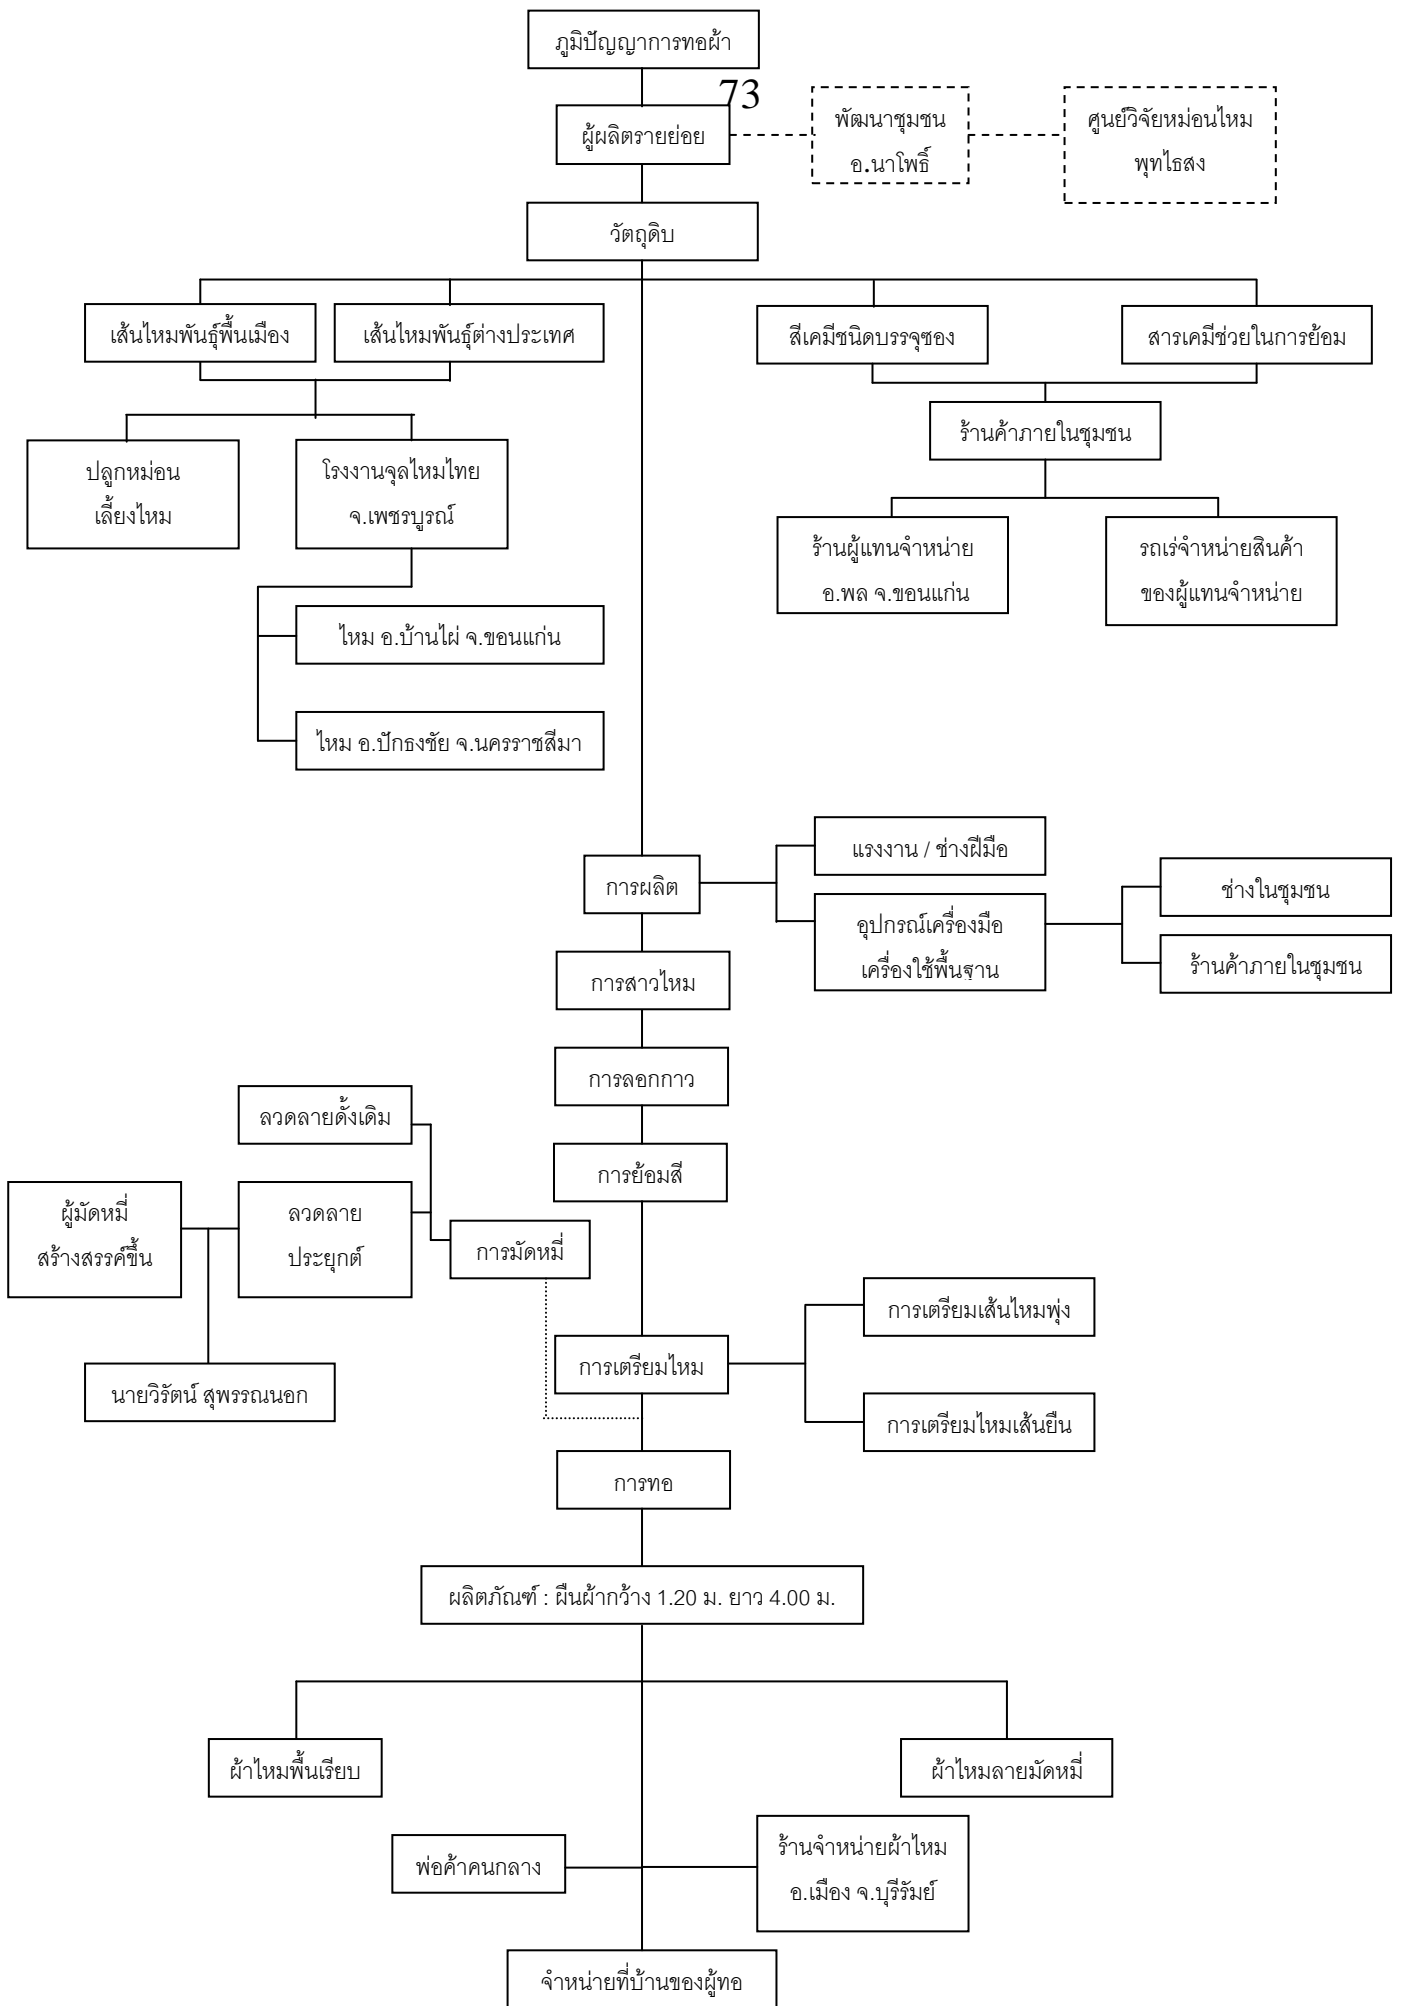 ภูมิปัญญาการทอผ้า
73
ผู้ผลิตรายย่อย
พัฒนาชุมชน
อ.นาโพธิ์
ศูนย์วิจัยหม่อนไหม
พุทไธสง
วัตถุดิบ
เส้นไหมพันธุ์พื้นเมือง
เส้นไหมพันธุ์ต่างประเทศ
สีเคมีชนิดบรรจุซอง
สารเคมีช่วยในการย้อม
ปลูกหม่อน
เลี้ยงไหม
โรงงานจุลไหมไทย
จ.เพชรบูรณ์
ร้านค้าภายในชุมชน
ร้านผู้แทนจำหน่าย
อ.พล จ.ขอนแก่น
รถเร่จำหน่ายสินค้า
ของผู้แทนจำหน่าย
ไหม อ.บ้านไผ่ จ.ขอนแก่น
ไหม อ.ปักธงชัย จ.นครราชสีมา
การผลิต
แรงงาน / ช่างฝีมือ
อุปกรณ์เครื่องมือ
เครื่องใช้พื้นฐาน
ช่างในชุมชน
ร้านค้าภายในชุมชน
การสาวไหม
การลอกกาว
ลวดลายดั้งเดิม
การย้อมสี
ผู้มัดหมี่
สร้างสรรค์ขึ้น
ลวดลาย
ประยุกต์
การมัดหมี่
การเตรียมเส้นไหมพุ่ง
การเตรียมไหม
นายวิรัตน์ สุพรรณนอก
การเตรียมไหมเส้นยืน
การทอ
ผลิตภัณฑ์ : ผืนผ้ากว้าง 1.20 ม. ยาว 4.00 ม.
ผ้าไหมพื้นเรียบ
ผ้าไหมลายมัดหมี่
พ่อค้าคนกลาง
ร้านจำหน่ายผ้าไหม
อ.เมือง จ.บุรีรัมย์
จำหน่ายที่บ้านของผู้ทอ